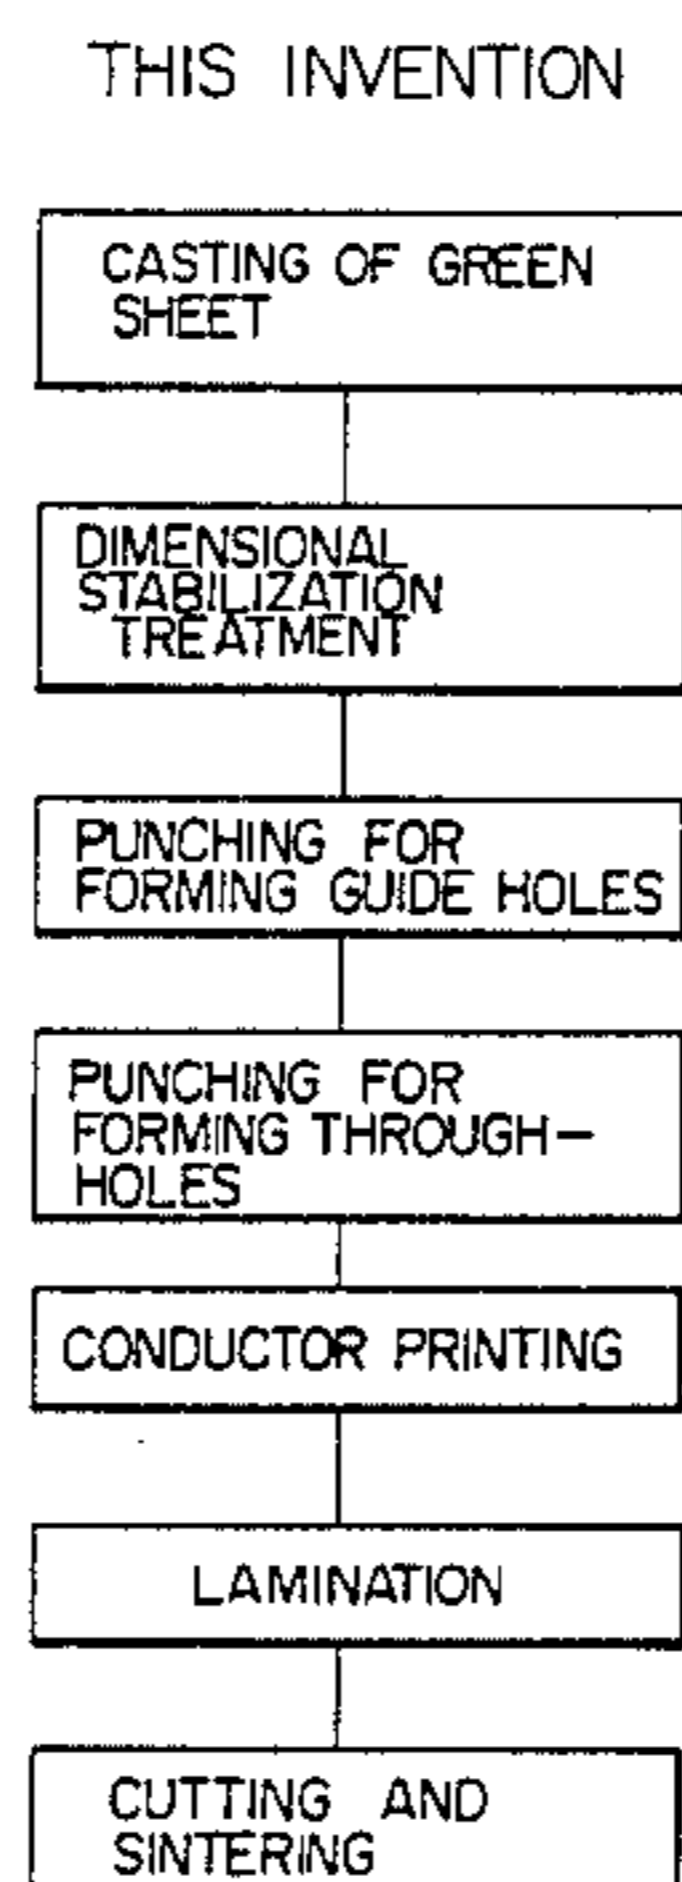 THIS INVENTION
CASTING OF GREEN
SHEET
DIMENSIONAL
STABILIZATION
TREATMENT
PUNCHING FOR
FORMING GUIDE HOLES
PUNCHING FOR
FORMING THROUGH-
HOLES
CONDUCTOR PRINTING
LAMINATION
CUTTING AND
SINTERING